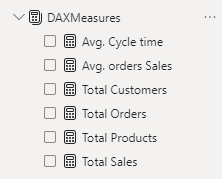 DAXMeasures
Avg. Cycle time
Avg. orders Sales
Total Customers
Total Orders
Total Products
Total Sales